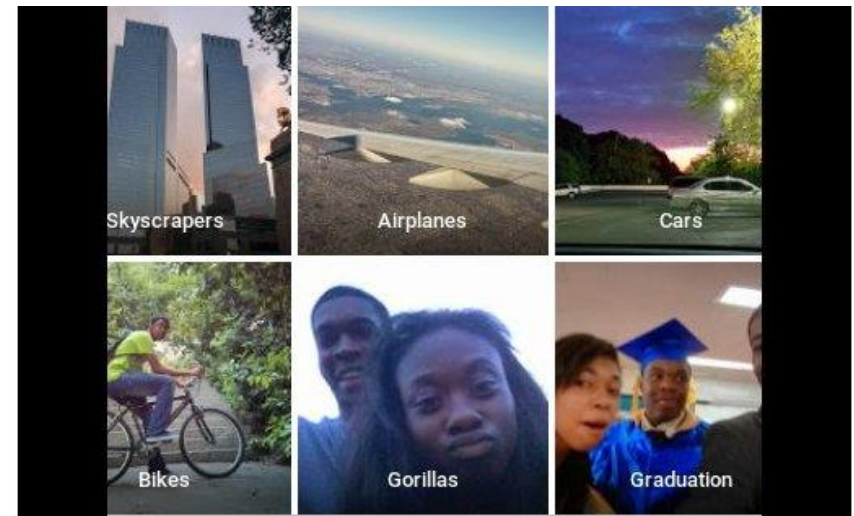 Skyscrapers
Airplanes
Cars
Bikes
Gorillas
Graduation